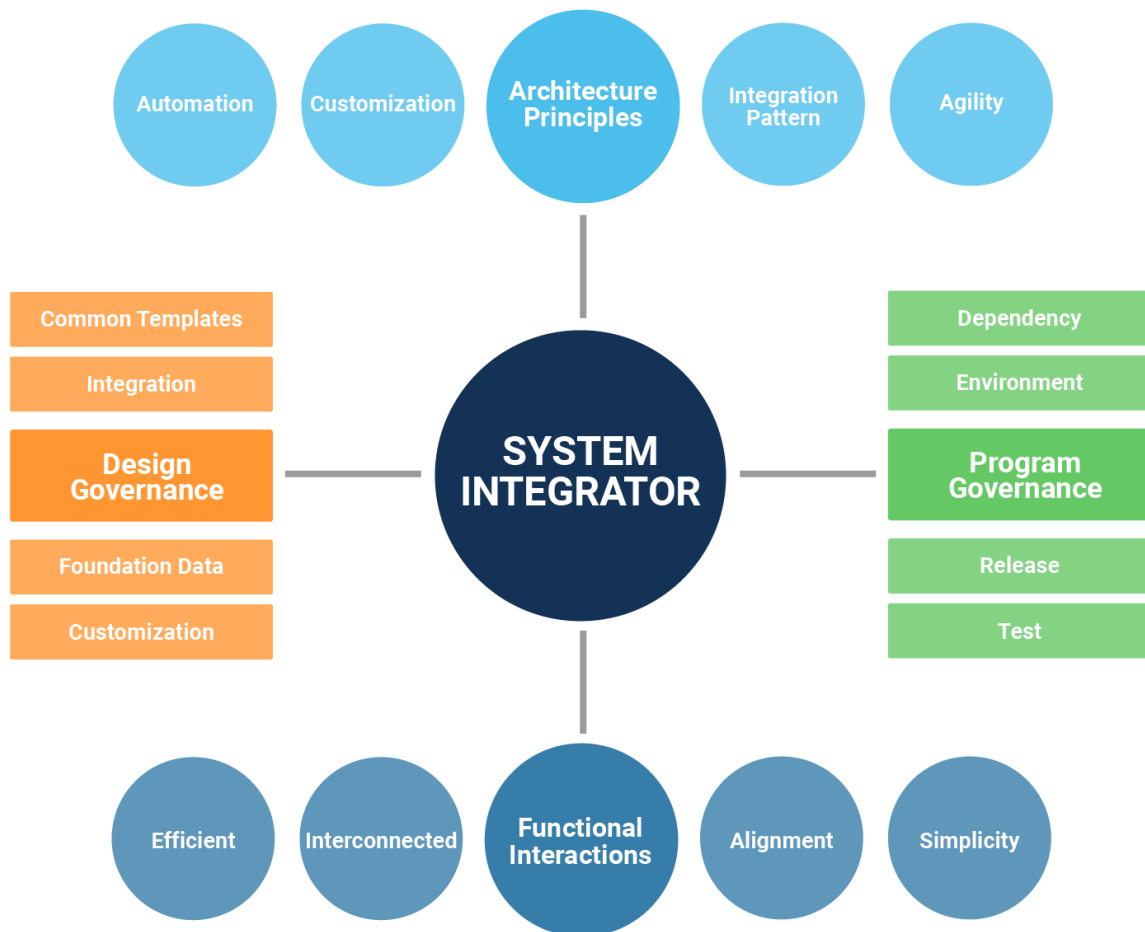 Automation
Customization
Architecture
Principles
Integration
Pattern
Agility
Common Templates
Integration
Design
Governance
Foundation Data
Customization
SYSTEM
INTEGRATOR
Dependency
Environment
Program
Governance
Release
Test
Efficient
Interconnected
Functional
Interactions
Alignment
Simplicity